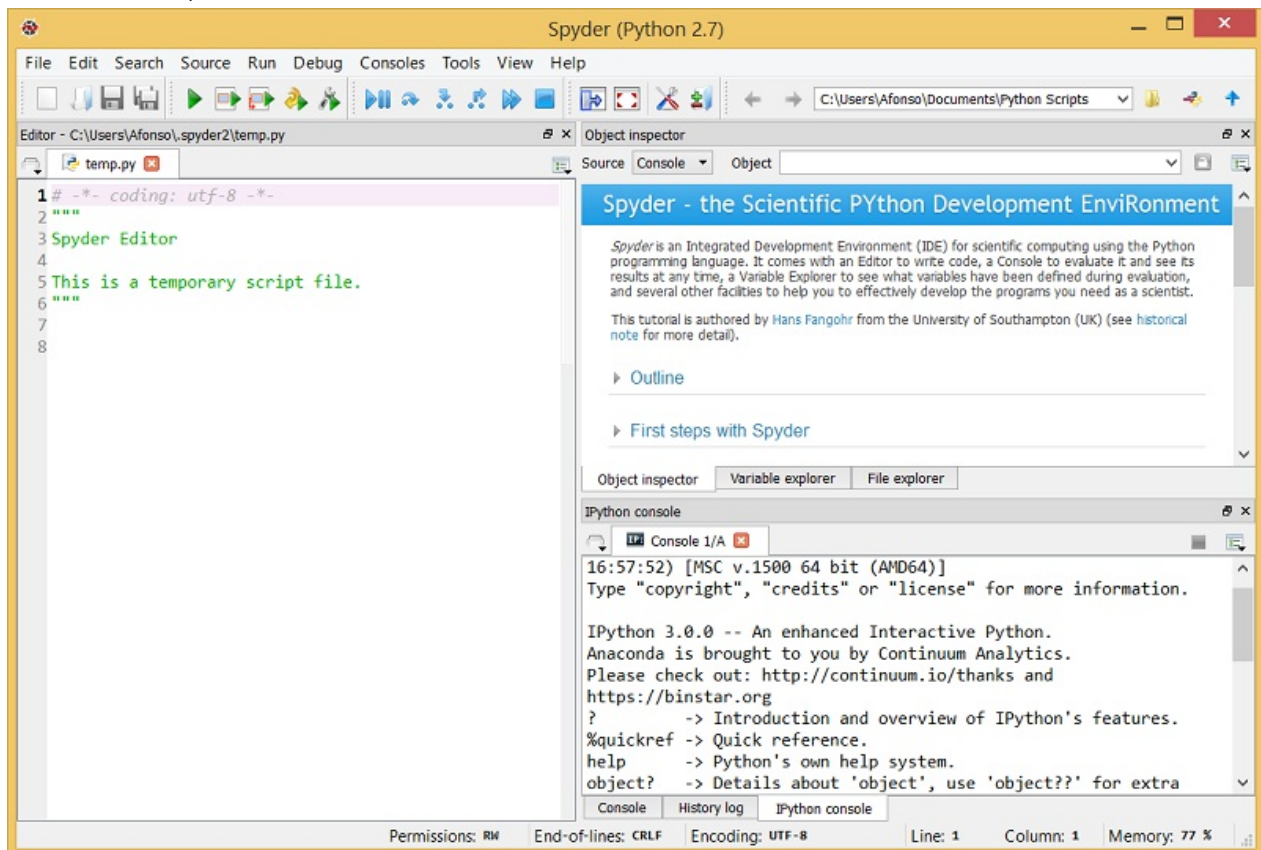 Spyder (Python 2.7)
File Edit Search Source Run Debug Consoles Tools View Help
C:\Users\Afonso\Documents\Python Scripts
Editor - C:\Users\Afonso\.spyder2\temp.py
temp.py
1 # -*- coding: utf-8 -*-
2 """
3 Spyder Editor
4
5 This is a temporary script file.
6 """
7
8
Object inspector
Source Console Object
Spyder - the Scientific PYthon Development EnviRonment
Spyder is an Integrated Development Environment (IDE) for scientific computing using the Python
programming language. It comes with an Editor to write code, a Console to evaluate it and see its
results at any time, a Variable Explorer to see what variables have been defined during evaluation,
and several other facilities to help you to effectively develop the programs you need as a scientist.
This tutorial is authored by Hans Fangohr from the University of Southampton (UK) (see historical
note for more detail).
Outline
First steps with Spyder
Object inspector Variable explorer File explorer
IPython console
Console 1/A
16:57:52) [MSC v.1500 64 bit (AMD64)]
Type "copyright", "credits" or "license" for more information.
IPython 3.0.0 -- An enhanced Interactive Python.
Anaconda is brought to you by Continuum Analytics.
Please check out: http://continuum.io/thanks and
https://binstar.org
? -> Introduction and overview of IPython's features.
%quickref -> Quick reference.
help -> Python's own help system.
object? -> Details about 'object', use 'object??' for extra
Console History log IPython console
Permissions: RW End-of-lines: CRLF Encoding: UTF-8 Line: 1 Column: 1 Memory: 77 %